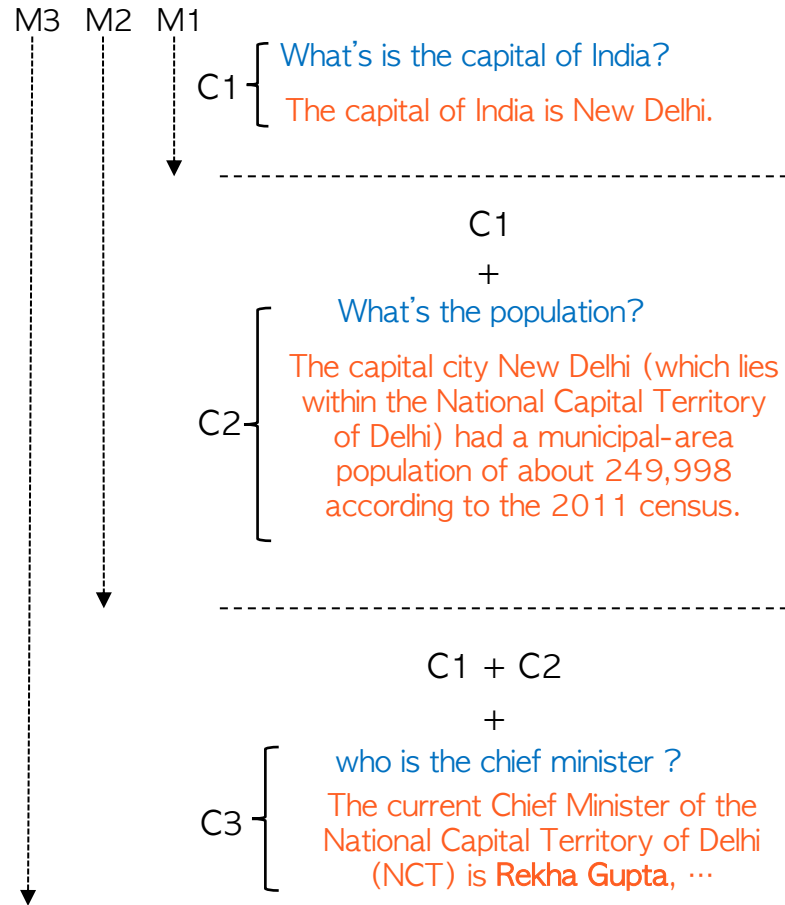 M3 M2 M1
What's is the capital of India?
C1
The capital of India is New Delhi.
C1
+
What's the population?
The capital city New Delhi (which lies
within the National Capital Territory
C2
of Delhi) had a municipal-area
population of about 249,998
according to the 2011 census.
C1 + C2
+
who is the chief minister ?
The current Chief Minister of the
C3
National Capital Territory of Delhi
(NCT) is Rekha Gupta, ⋯